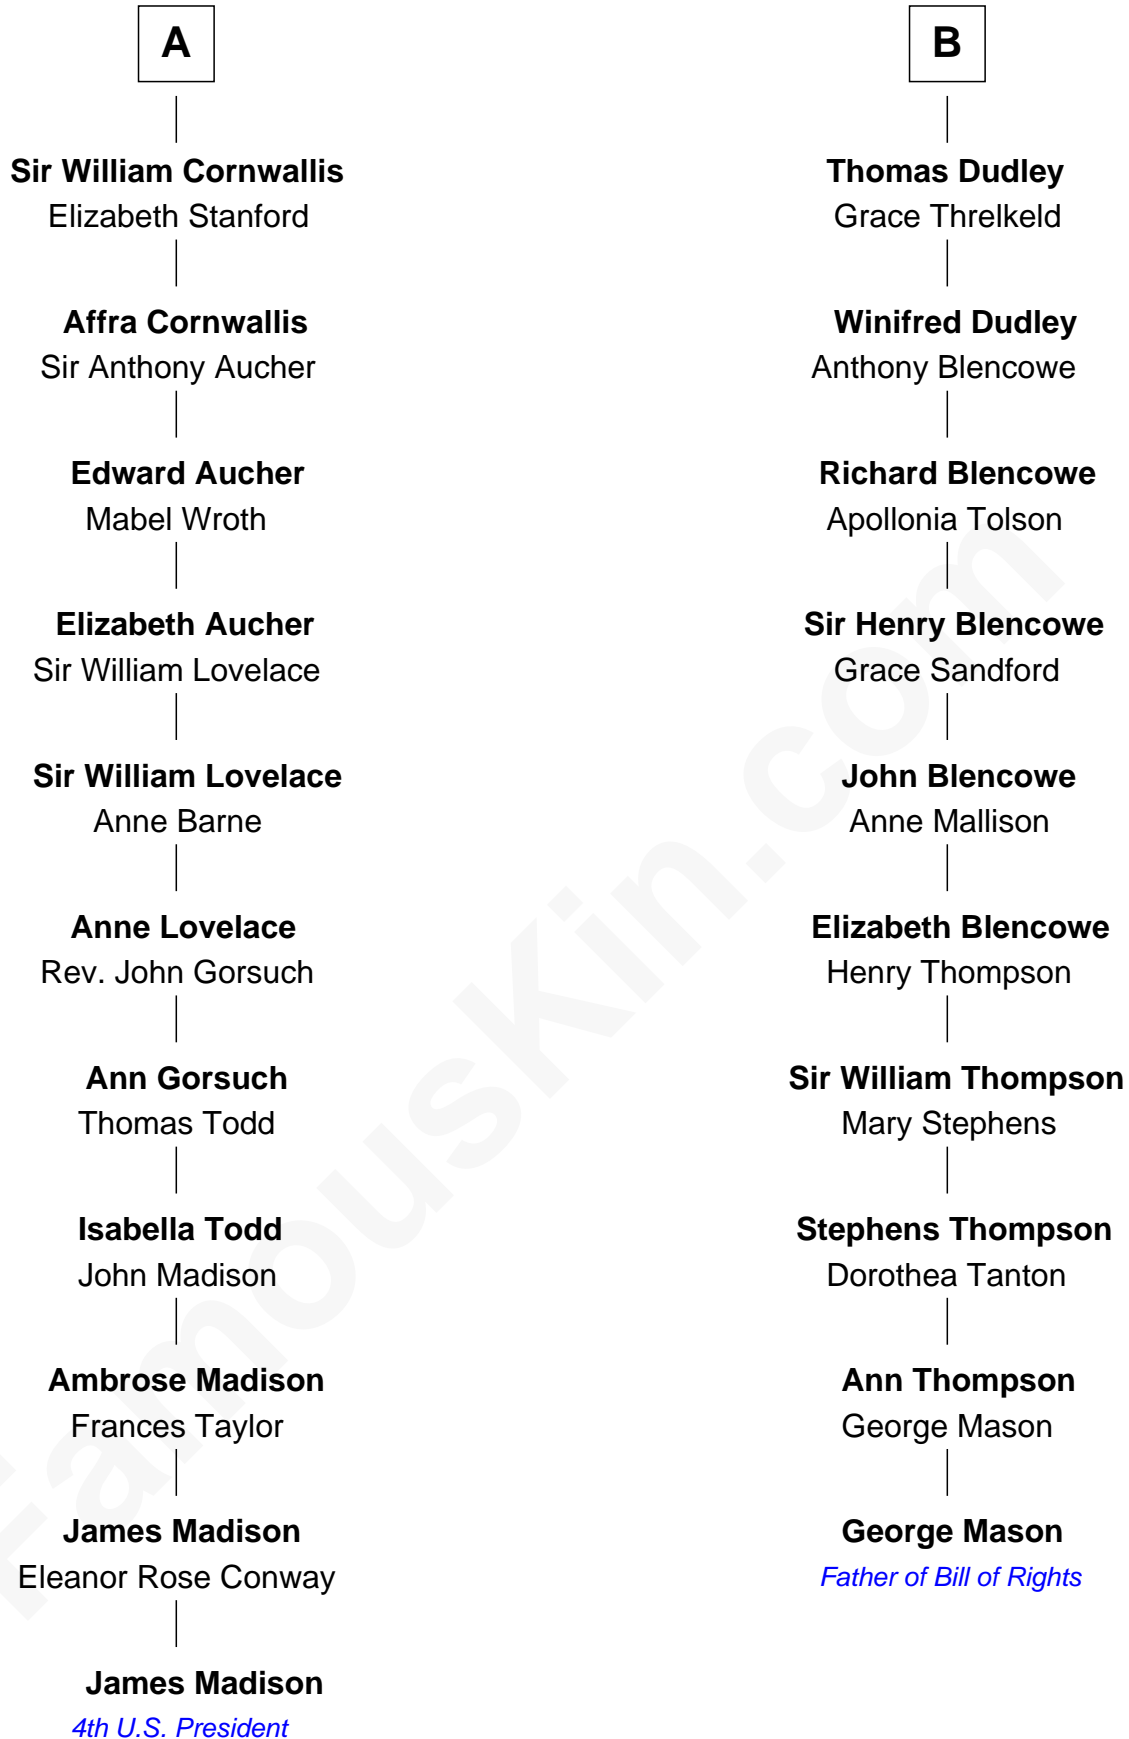 A
Sir William Cornwallis
Elizabeth Stanford
Affra Cornwallis
Sir Anthony Aucher
Edward Aucher
Mabel Wroth
Elizabeth Aucher
Sir William Lovelace
Sir William Lovelace
Anne Barne
Anne Lovelace
Rev. John Gorsuch
Ann Gorsuch
Thomas Todd
Isabella Todd
John Madison
Ambrose Madison
Frances Taylor
James Madison
Eleanor Rose Conway
James Madison
4th U.S. President
B
Thomas Dudley
Grace Threlkeld
Winifred Dudley
Anthony Blencowe
Richard Blencowe
Apollonia Tolson
Sir Henry Blencowe
Grace Sandford
John Blencowe
Anne Mallison
Elizabeth Blencowe
Henry Thompson
Sir William Thompson
Mary Stephens
Stephens Thompson
Dorothea Tanton
Ann Thompson
George Mason
George Mason
Father of Bill of Rights
FamousKin.com